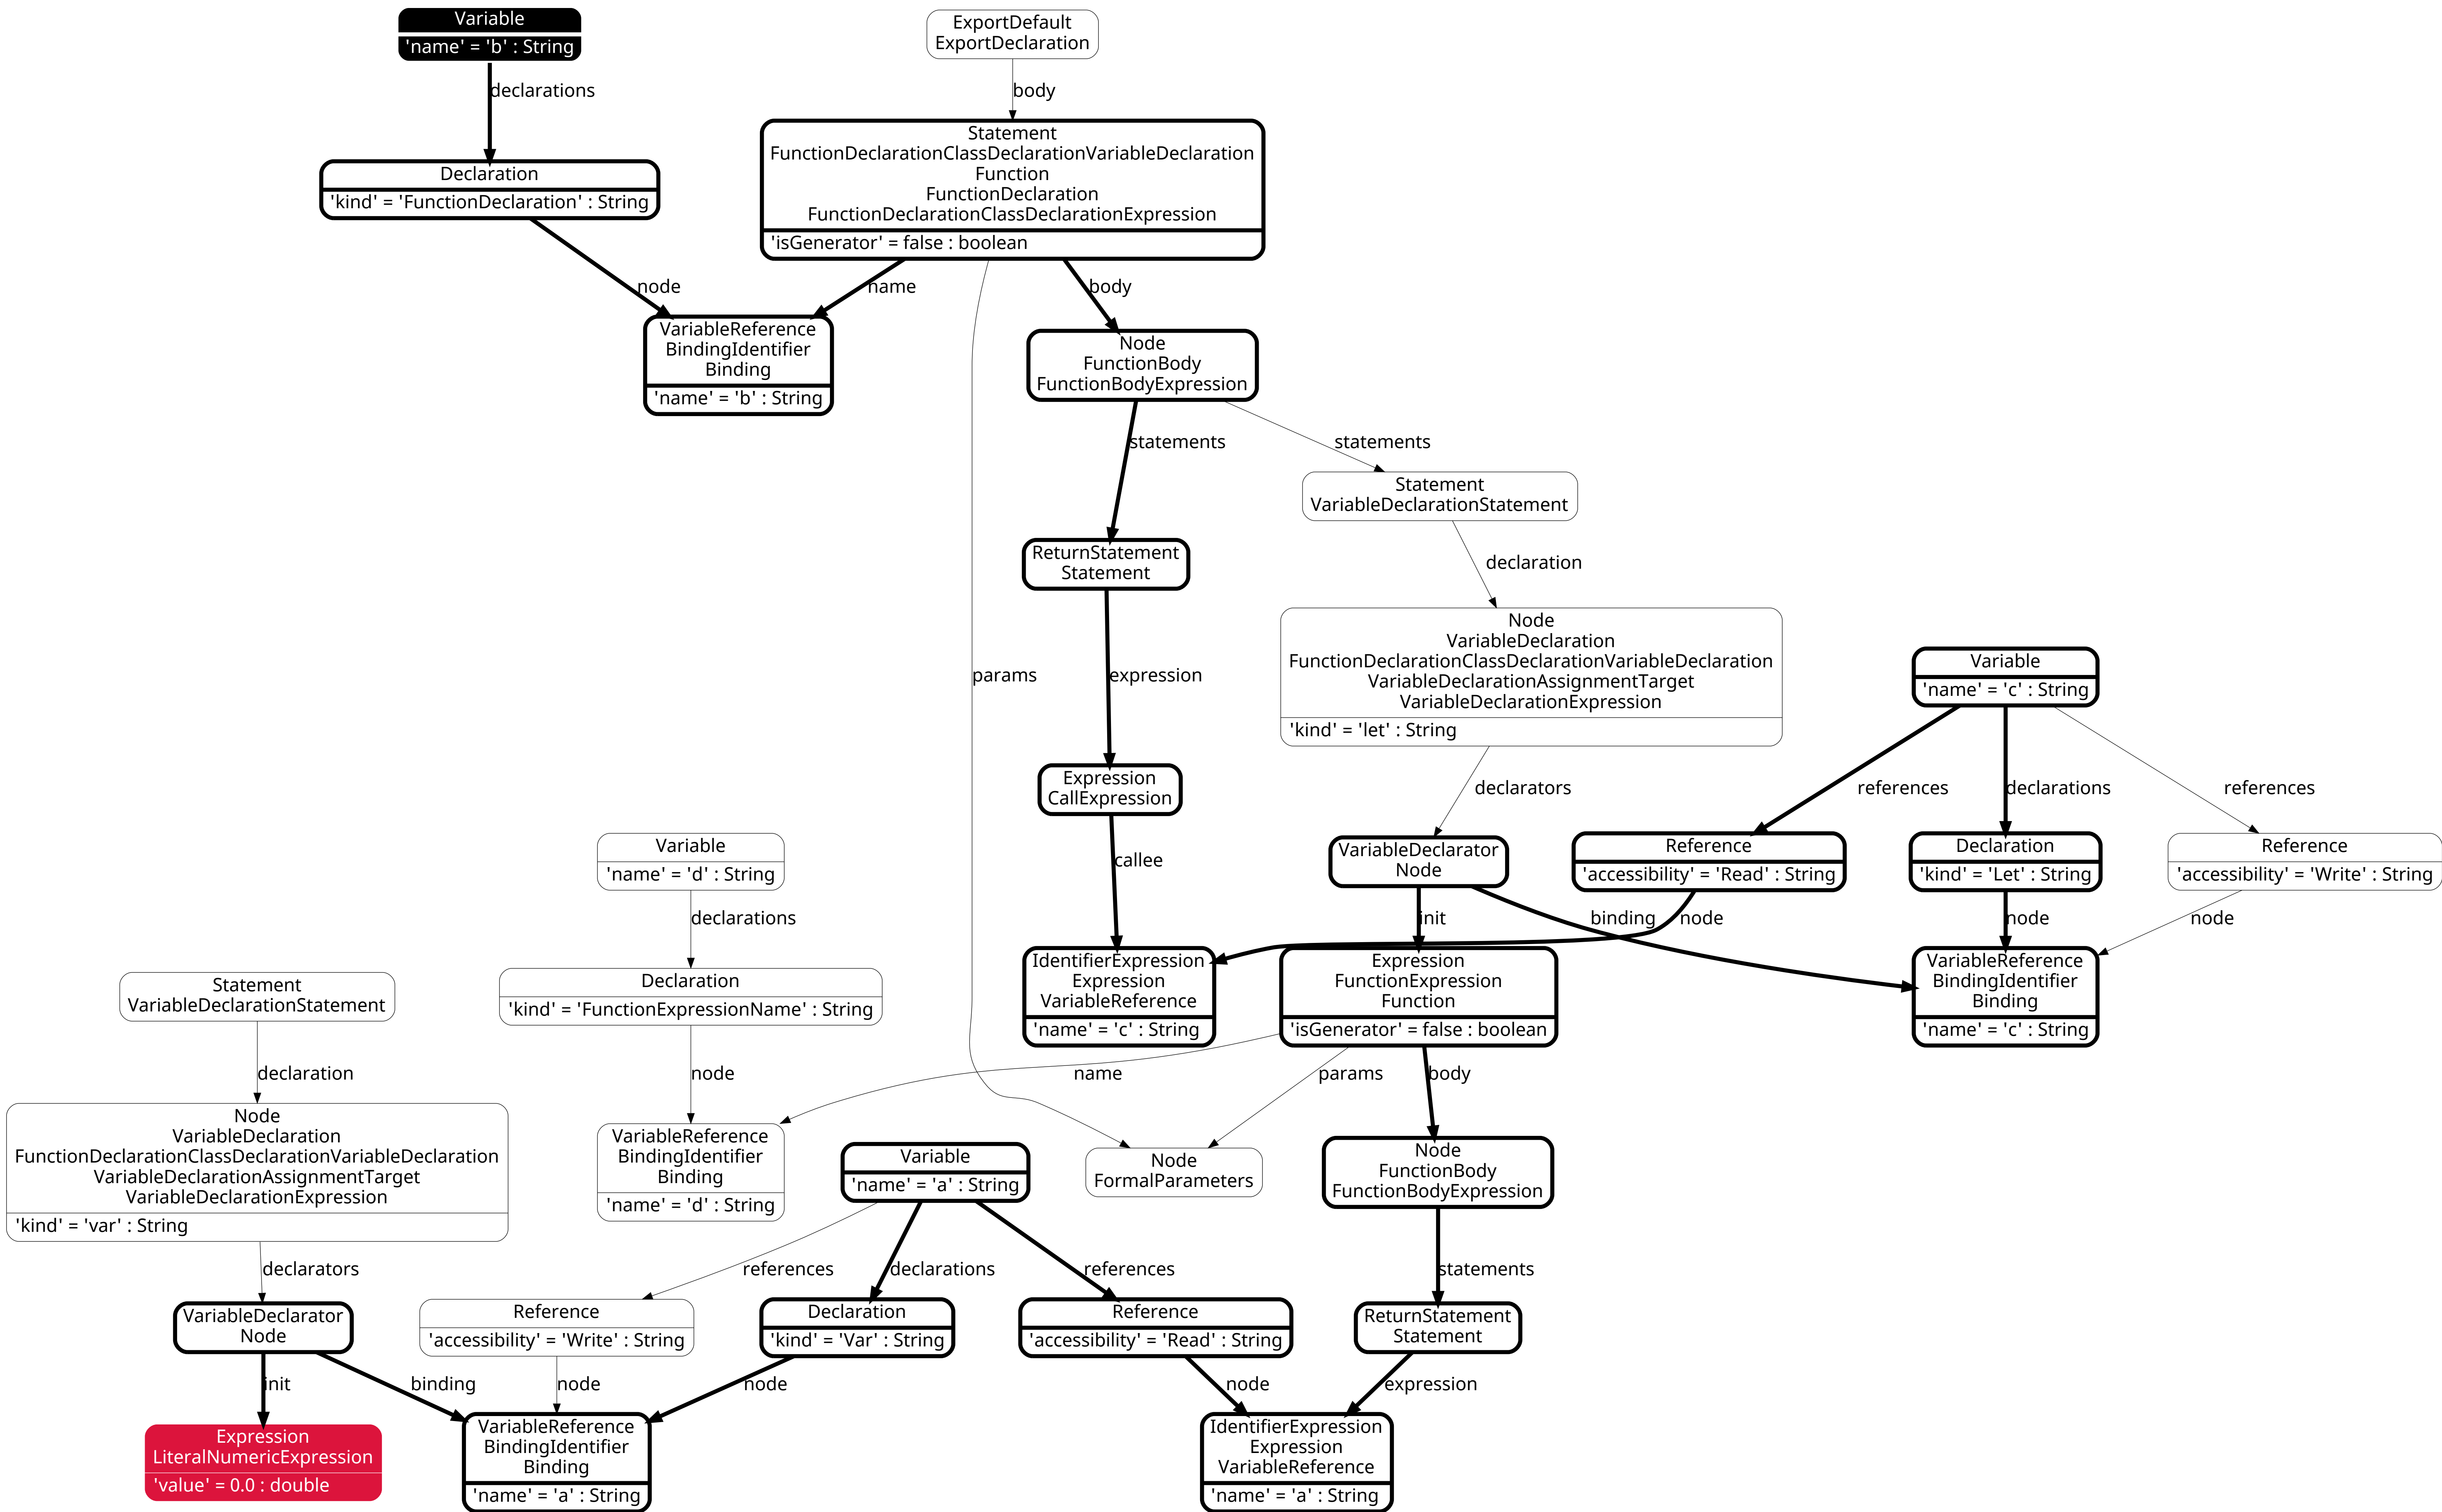 Variable
'name' = 'b' : String
ExportDefault
ExportDeclaration
declarations
body
Statement
FunctionDeclarationClassDeclarationVariableDeclaration
Function
FunctionDeclaration
FunctionDeclarationClassDeclarationExpression
'isGenerator' = false : boolean
Declaration
'kind' = 'FunctionDeclaration' : String
node
name
body
VariableReference
BindingIdentifier
Binding
'name' = 'b' : String
Node
FunctionBody
FunctionBodyExpression
statements
statements
Statement
VariableDeclarationStatement
ReturnStatement
Statement
declaration
Node
VariableDeclaration
FunctionDeclarationClassDeclarationVariableDeclaration
VariableDeclarationAssignmentTarget
VariableDeclarationExpression
'kind' = 'let' : String
params
expression
Variable
'name' = 'c' : String
Expression
CallExpression
declarators
references
declarations
references
Variable
'name' = 'd' : String
callee
VariableDeclarator
Node
Reference
'accessibility' = 'Read' : String
Declaration
'kind' = 'Let' : String
Reference
'accessibility' = 'Write' : String
declarations
init
binding
node
node
node
Statement
VariableDeclarationStatement
Declaration
'kind' = 'FunctionExpressionName' : String
IdentifierExpression
Expression
VariableReference
'name' = 'c' : String
Expression
FunctionExpression
Function
'isGenerator' = false : boolean
VariableReference
BindingIdentifier
Binding
'name' = 'c' : String
declaration
node
name
params
body
Node
VariableDeclaration
FunctionDeclarationClassDeclarationVariableDeclaration
VariableDeclarationAssignmentTarget
VariableDeclarationExpression
'kind' = 'var' : String
VariableReference
BindingIdentifier
Binding
'name' = 'd' : String
Variable
'name' = 'a' : String
Node
FormalParameters
Node
FunctionBody
FunctionBodyExpression
declarators
references
declarations
references
statements
VariableDeclarator
Node
Reference
'accessibility' = 'Write' : String
Declaration
'kind' = 'Var' : String
Reference
'accessibility' = 'Read' : String
ReturnStatement
Statement
init
binding
node
node
node
expression
Expression
LiteralNumericExpression
'value' = 0.0 : double
VariableReference
BindingIdentifier
Binding
'name' = 'a' : String
IdentifierExpression
Expression
VariableReference
'name' = 'a' : String